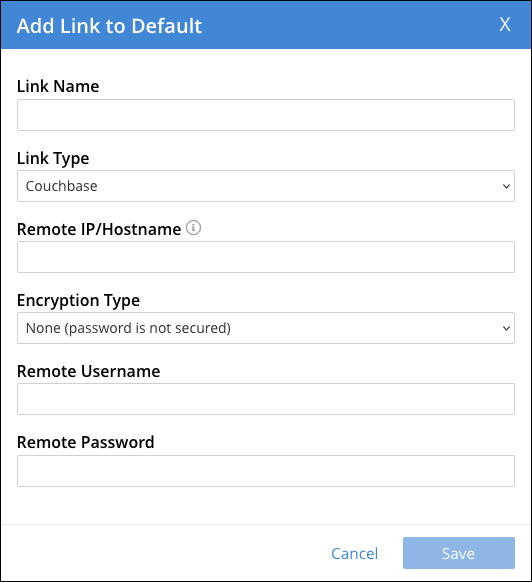 Add Link to Default X
Link Name
Link Type
Couchbase
Remote IP/Hostname
Encryption Type
None (password is not secured)
Remote Username
Remote Password
Cancel Save